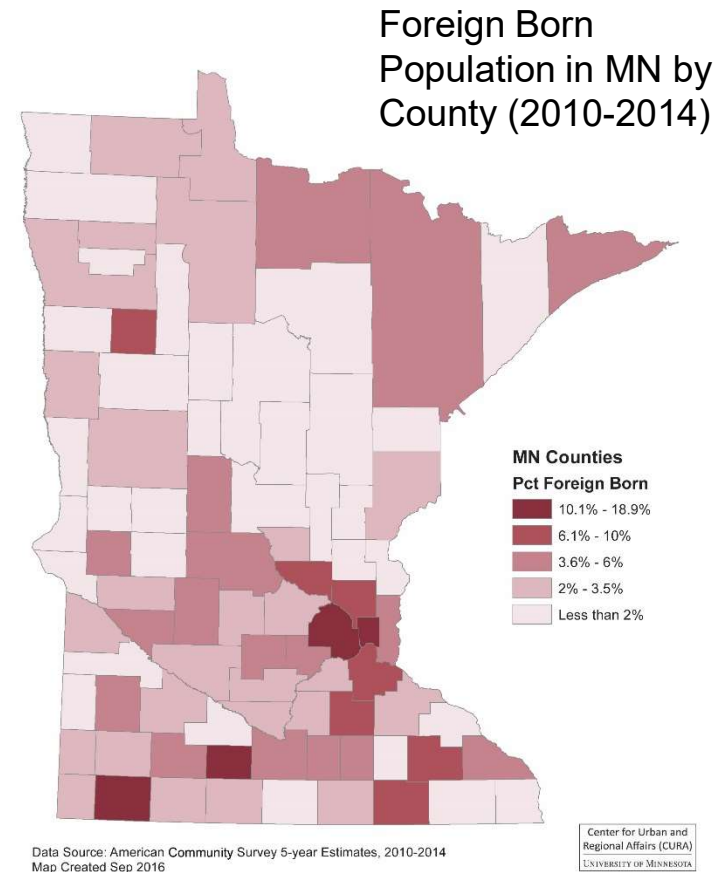 Foreign Born
Population in MN by
County (2010-2014)
MN Counties
Pct Foreign Born
10.1% - 18.9%
6.1% - 10%
3.6% - 6%
2% - 3.5%
Less than 2%
Data Source: American Community Survey 5-year Estimates, 2010-2014
Map Created Sep 2016
Center for Urban and
Regional Affairs (CURA)
UNIVERSITY OF MINNESOTA